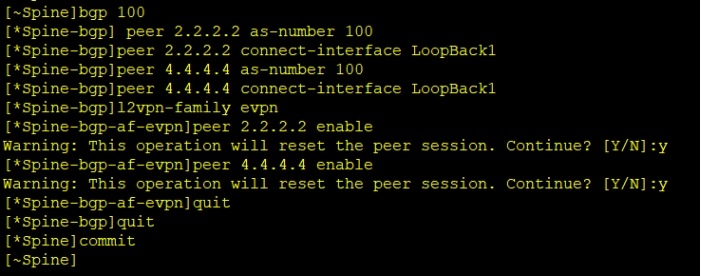 [~Spine]bgp 100
[*Spine-bgp] peer 2.2.2.2 as-number 100
[*Spine-bgp]peer 2.2.2.2 connect-interface LoopBack1
[*Spine-bgp]peer 4.4.4.4 as-number 100
[*Spine-bgp]peer 4.4.4.4 connect-interface LoopBack1
[*Spine-bgp]l2vpn-family evpn
[*Spine-bgp-af-evpn]peer 2.2.2.2 enable
Warning: This operation will reset the peer session. Continue? [Y/N]:y
[*Spine-bgp-af-evpn]peer 4.4.4.4 enable
Warning: This operation will reset the peer session. Continue? [Y/N]:y
[*Spine-bgp-af-evpn]quit
[*Spine-bgp]quit
[*Spine]commit
[~Spine]